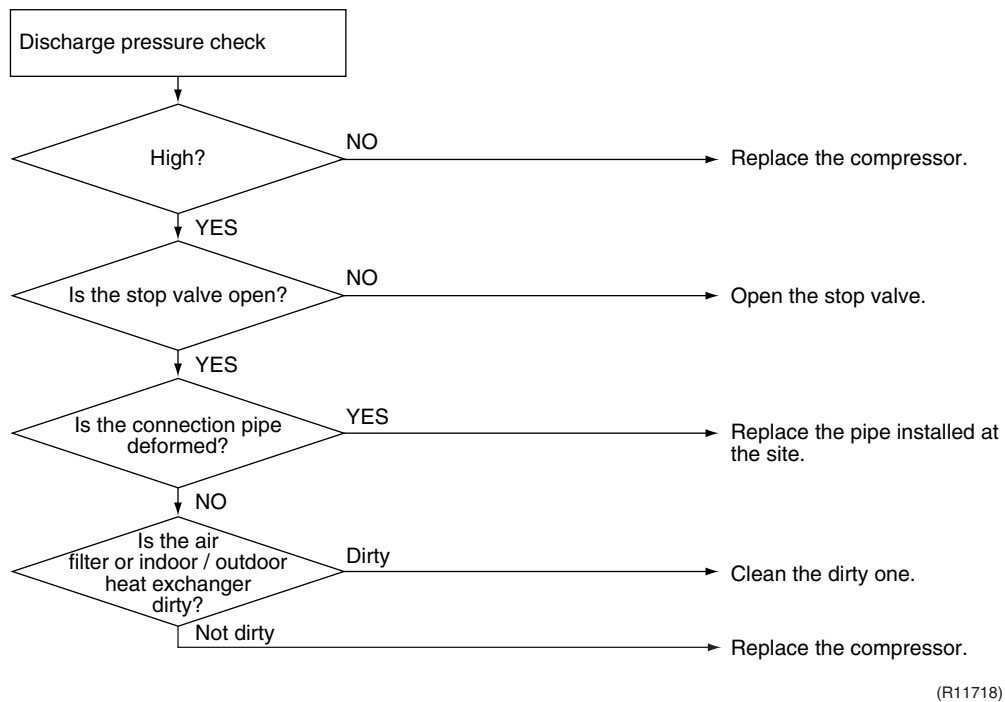 Discharge pressure check
High?
NO
Replace the compressor.
YES
Is the stop valve open?
NO
Open the stop valve.
YES
Is the connection pipe
deformed?
YES
Replace the pipe installed at
the site.
NO
Is the air
filter or indoor / outdoor
heat exchanger
dirty?
Dirty
Clean the dirty one.
Not dirty
Replace the compressor.
(R11718)